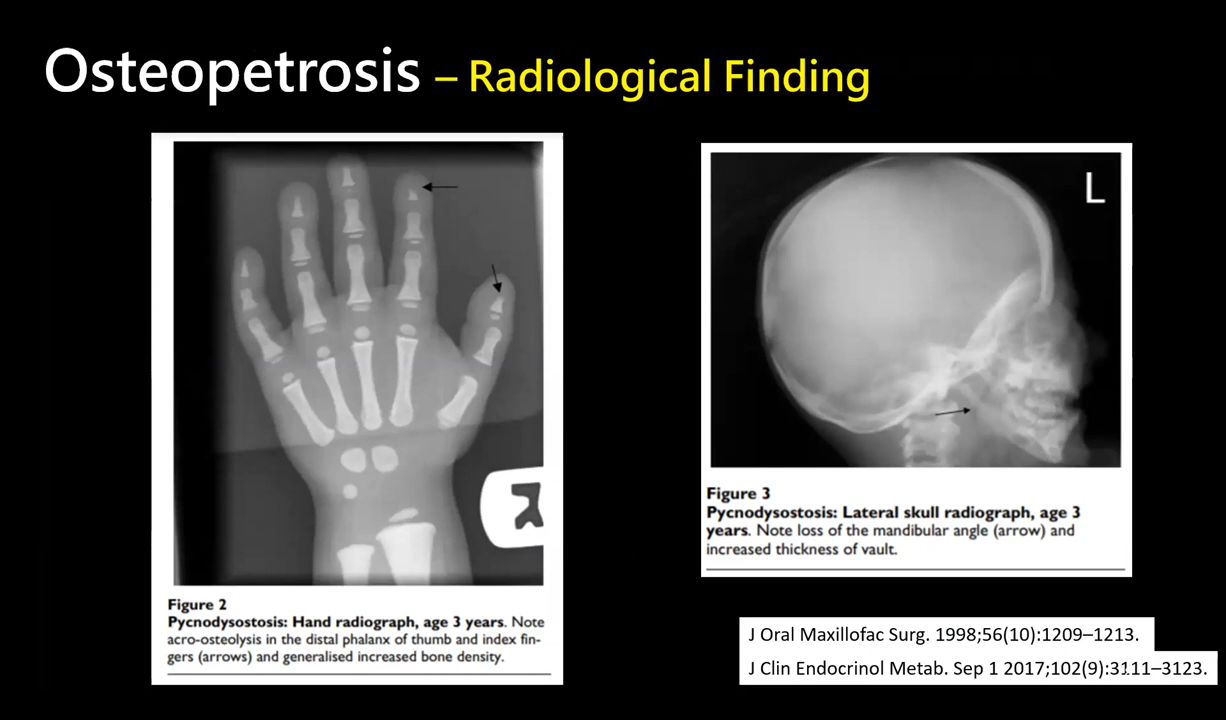 Osteopetrosis – Radiological Finding
L
Figure 2
Pycnodysostosis: Hand radiograph, age 3 years. Note
acro-osteolysis in the distal phalanx of thumb and index fin-
gers (arrows) and generalised increased bone density.
Figure 3
Pycnodysostosis: Lateral skull radiograph, age 3
years. Note loss of the mandibular angle (arrow) and
increased thickness of vault.
J Oral Maxillofac Surg. 1998;56(10):1209–1213.
J Clin Endocrinol Metab. Sep 1 2017;102(9):3111–3123.